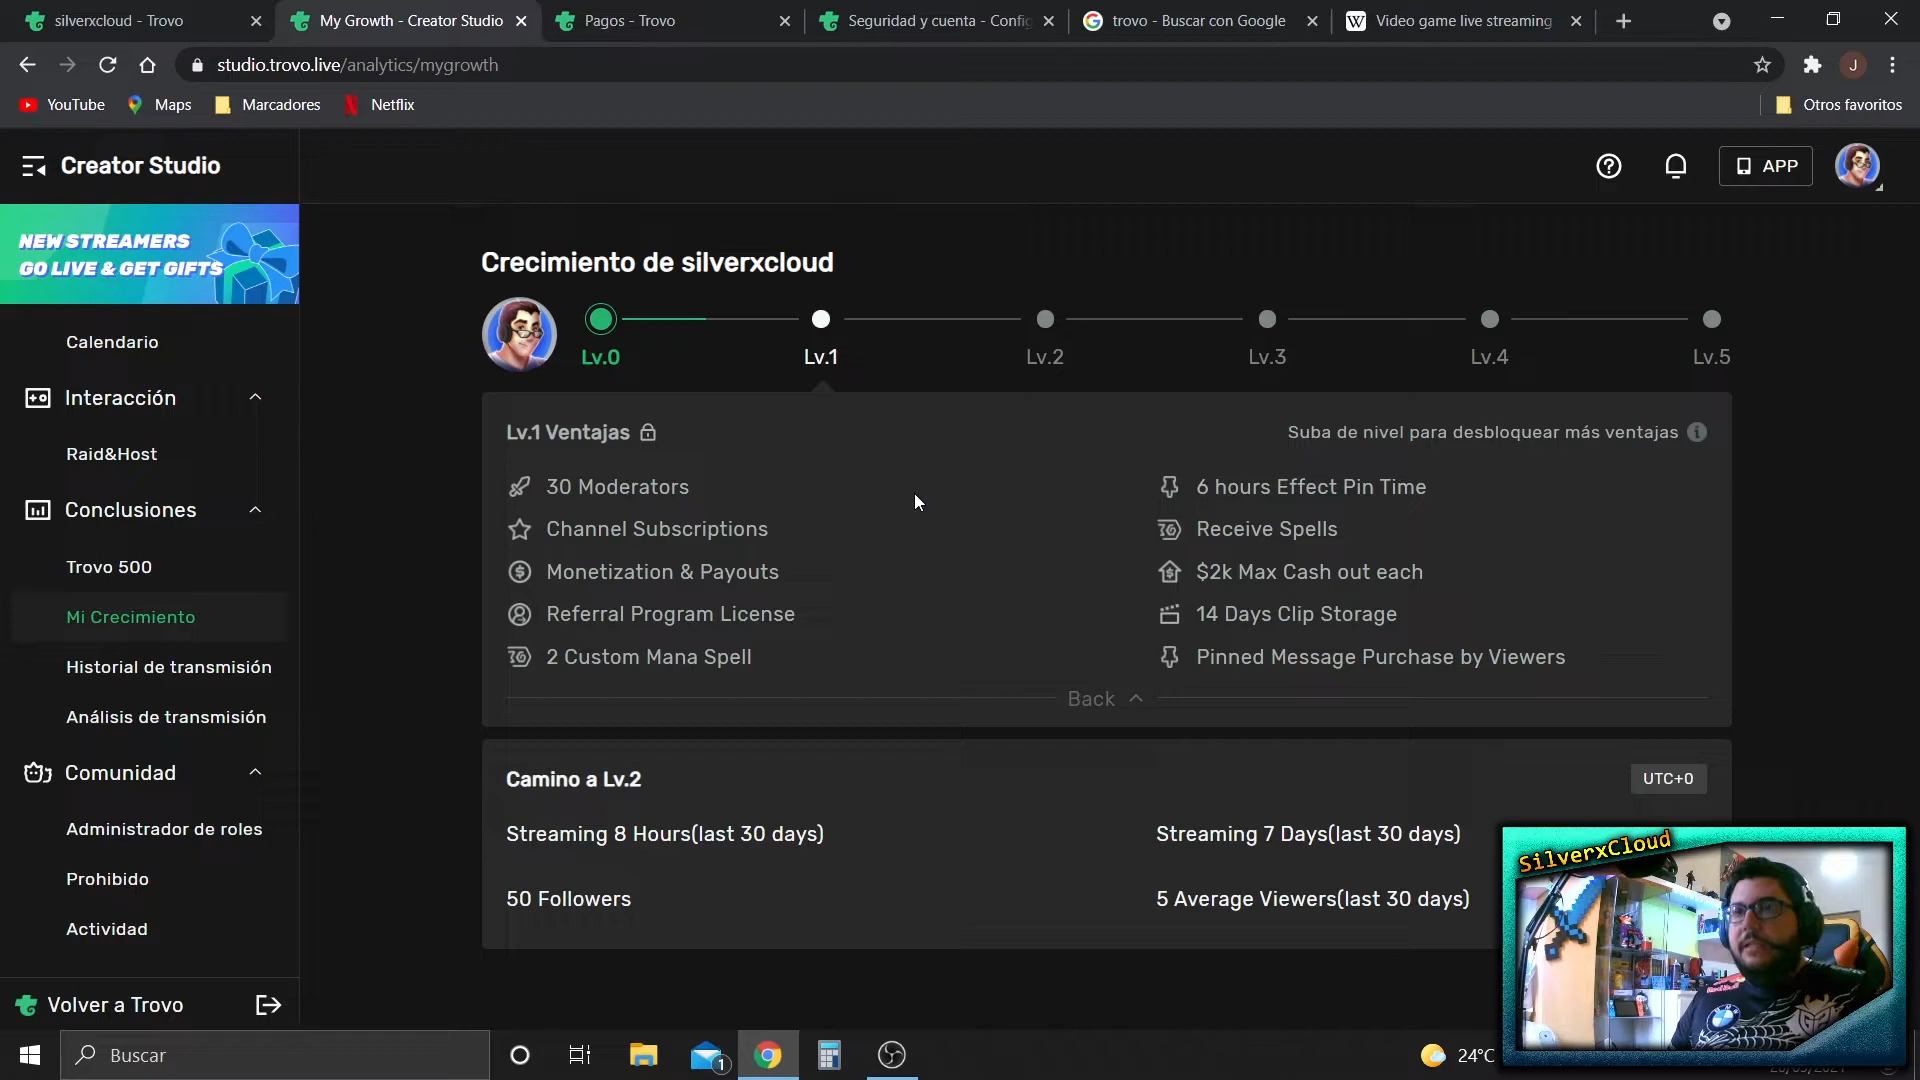 silverxcloud - Trovo
My Growth - Creator Studio
Pagos - Trovo
Seguridad y cuenta - Config
trovo - Buscar con Google
Video game live streaming
studio.trovo.live/analytics/mygrowth
J
YouTube
Maps
Marcadores
Netflix
Otros favoritos
Creator Studio
APP
NEW STREAMERS
GO LIVE & GET GIFTS
Calendario
Interacción
Raid&Host
Conclusiones
Trovo 500
Mi Crecimiento
Historial de transmisión
Análisis de transmisión
Comunidad
Administrador de roles
Prohibido
Actividad
Volver a Trovo
Crecimiento de silverxcloud
Lv.0
Lv.1
Lv.2
Lv.3
Lv.4
Lv.5
Lv.1 Ventajas
Suba de nivel para desbloquear más ventajas
30 Moderators
6 hours Effect Pin Time
Channel Subscriptions
Receive Spells
Monetization & Payouts
$2k Max Cash out each
Referral Program License
14 Days Clip Storage
2 Custom Mana Spell
Pinned Message Purchase by Viewers
Back
Camino a Lv.2
UTC+0
Streaming 8 Hours(last 30 days)
Streaming 7 Days(last 30 days)
50 Followers
5 Average Viewers(last 30 days)
SilverxCloud
Buscar
1
24°C